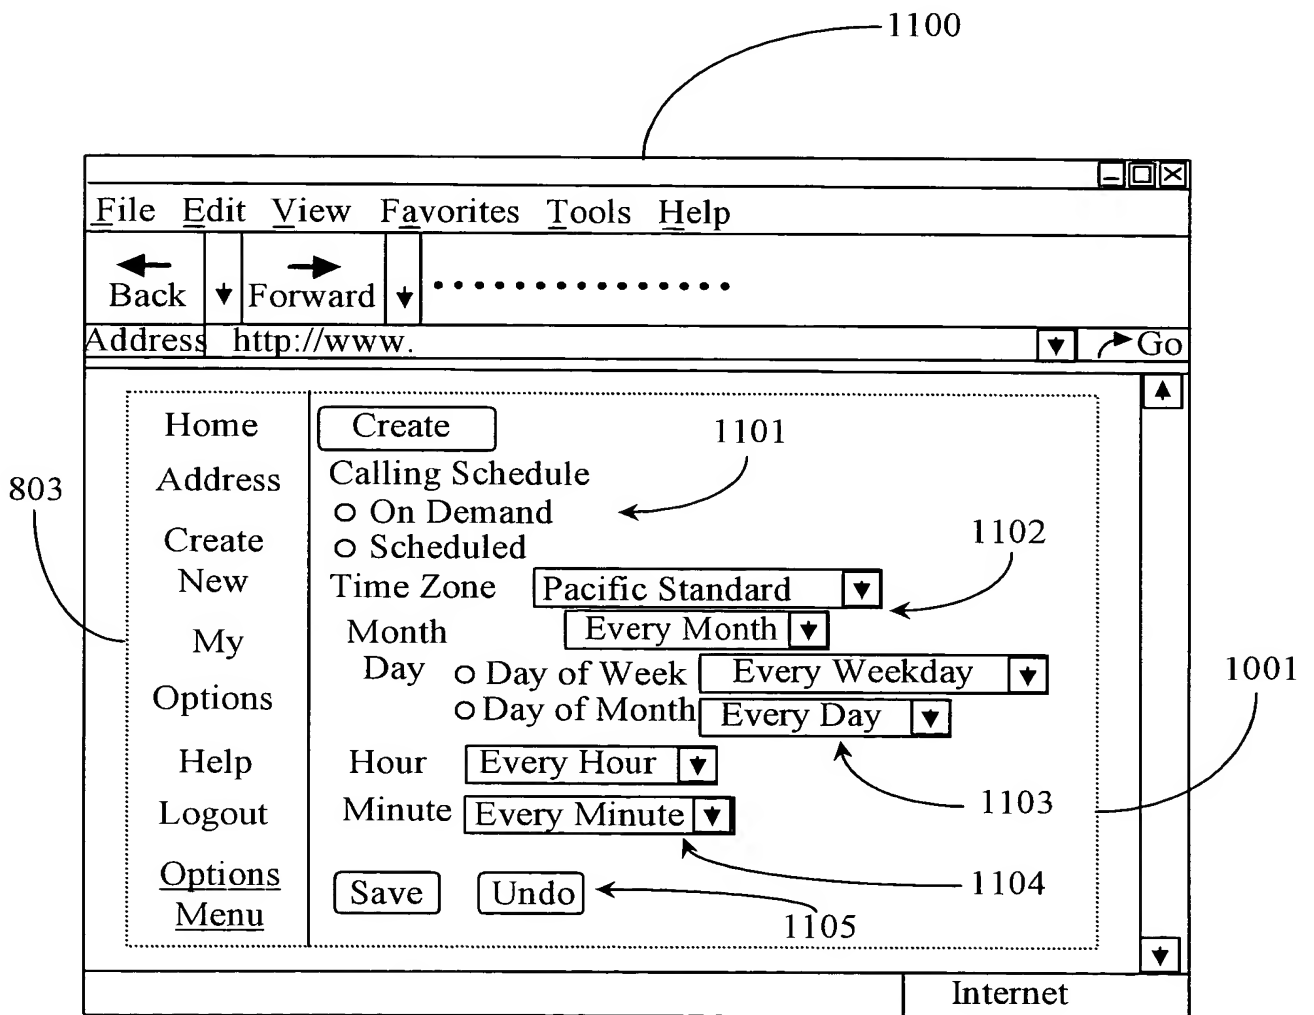 1100
File Edit View Favorites Tools Help
Back Forward
Address http://www. Go
Home
Address
Create
New
My
Options
Help
Logout
Options
Menu
Create
Calling Schedule
On Demand
Scheduled
Time Zone Pacific Standard
Month Every Month
Day Day of Week Every Weekday
Day of Month Every Day
Hour Every Hour
Minute Every Minute
Save Undo
803
1101
1102
1001
1103
1104
1105
Internet